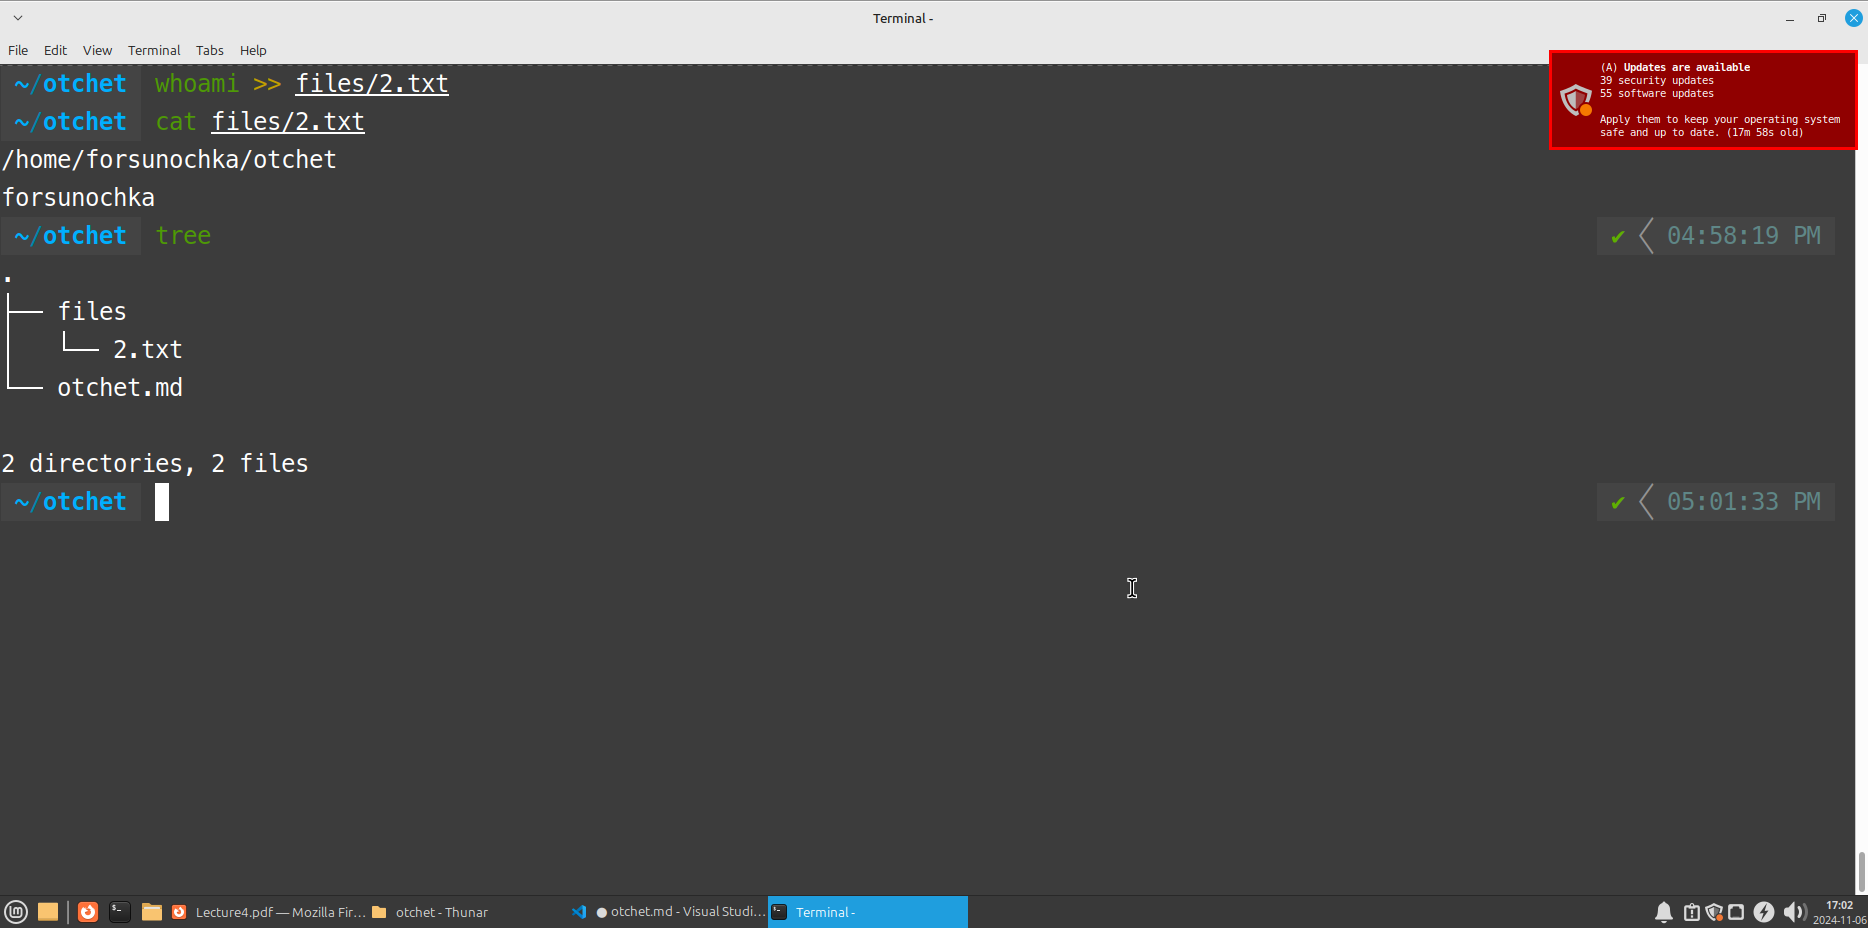 Terminal -
File Edit View Terminal Tabs Help
~/otchet whoami >> files/2.txt
~/otchet cat files/2.txt
/home/forsunochka/otchet
forsunochka
~/otchet tree ✔ 04:58:19 PM
.
├── files
│   └── 2.txt
└── otchet.md
2 directories, 2 files
~/otchet ✔ 05:01:33 PM
(A) Updates are available
39 security updates
55 software updates
Apply them to keep your operating system
safe and up to date. (17m 58s old)
Lecture4.pdf — Mozilla Fir... otchet - Thunar ● otchet.md - Visual Studi... Terminal - 17:02
2024-11-06